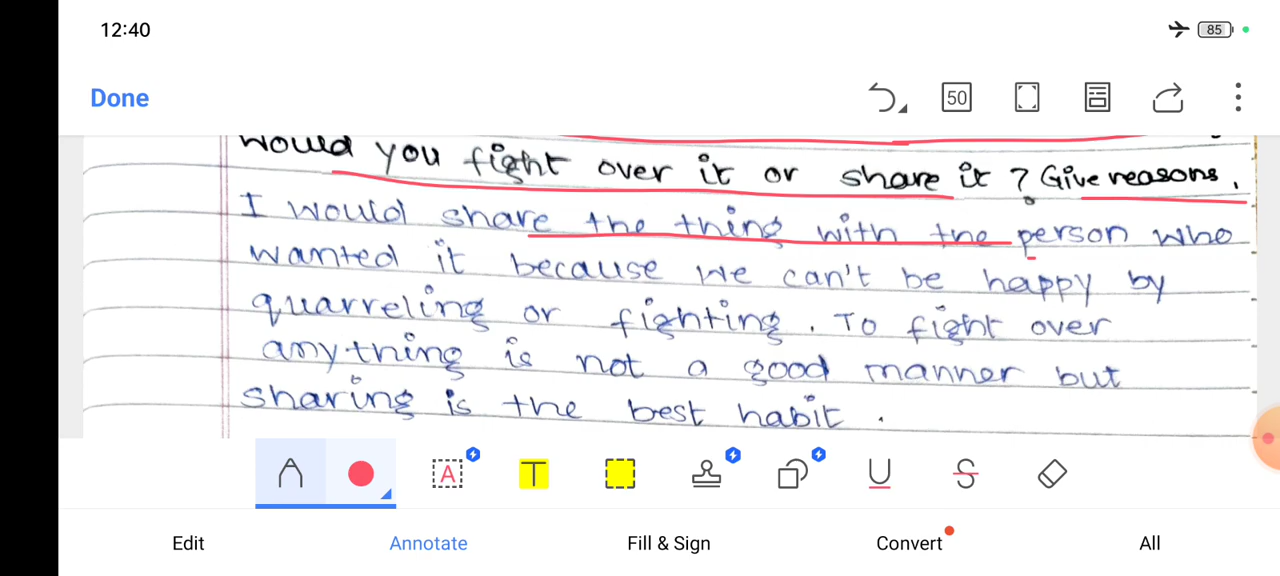 12:40
85
Done
50
would you fight over it or share it? Give reasons.
I would share the thing with the person who
wanted it because we can't be happy by
quarreling or fighting. To fight over
anything is not a good manner but
sharing is the best habit.
A
T
U
S
Edit
Annotate
Fill & Sign
Convert
All